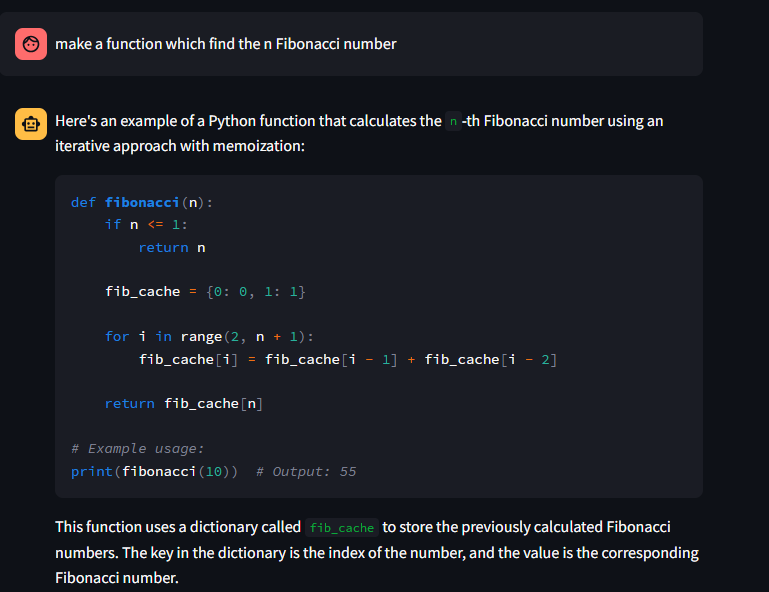 make a function which find the n Fibonacci number
Here's an example of a Python function that calculates the n -th Fibonacci number using an
iterative approach with memoization:
def fibonacci(n):
    if n <= 1:
        return n
    fib_cache = {0: 0, 1: 1}
    for i in range(2, n + 1):
        fib_cache[i] = fib_cache[i - 1] + fib_cache[i - 2]
    return fib_cache[n]
# Example usage:
print(fibonacci(10))  # Output: 55
This function uses a dictionary called fib_cache to store the previously calculated Fibonacci
numbers. The key in the dictionary is the index of the number, and the value is the corresponding
Fibonacci number.